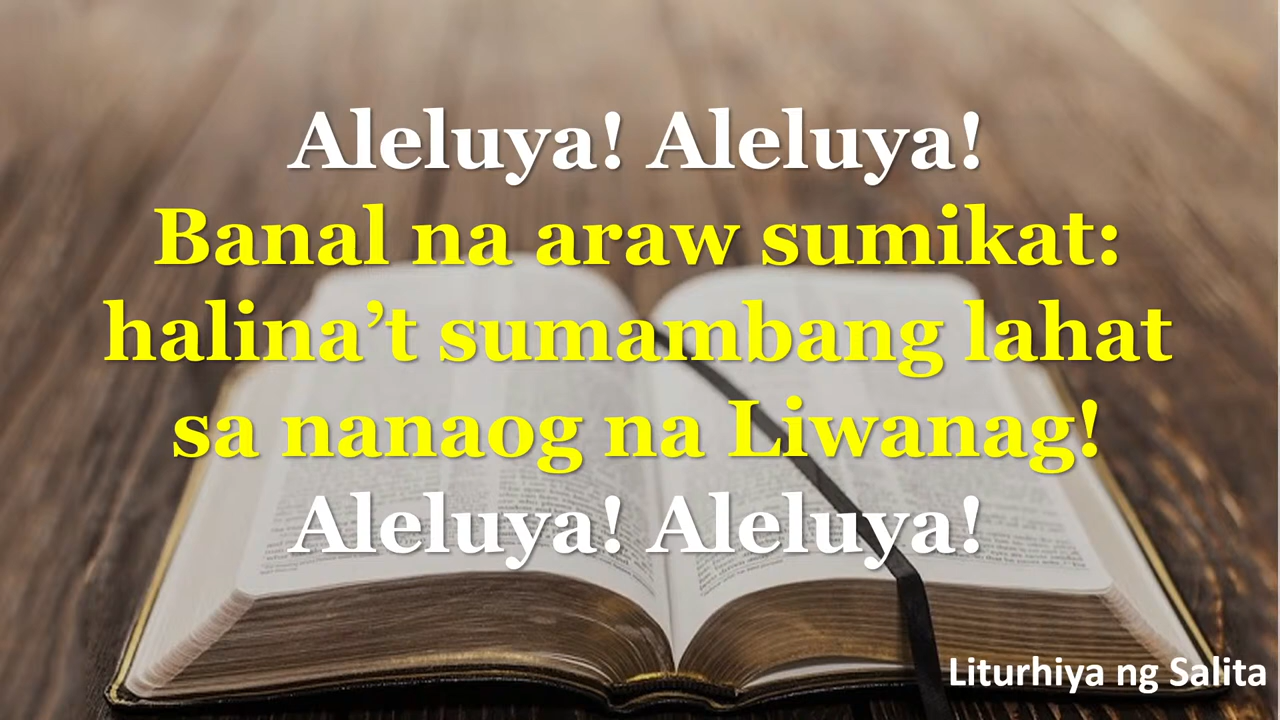 Aleluya! Aleluya!
Banal na araw sumikat:
halina’t sumambang lahat
sa nanaog na Liwanag!
Aleluya! Aleluya!
Liturhiya ng Salita